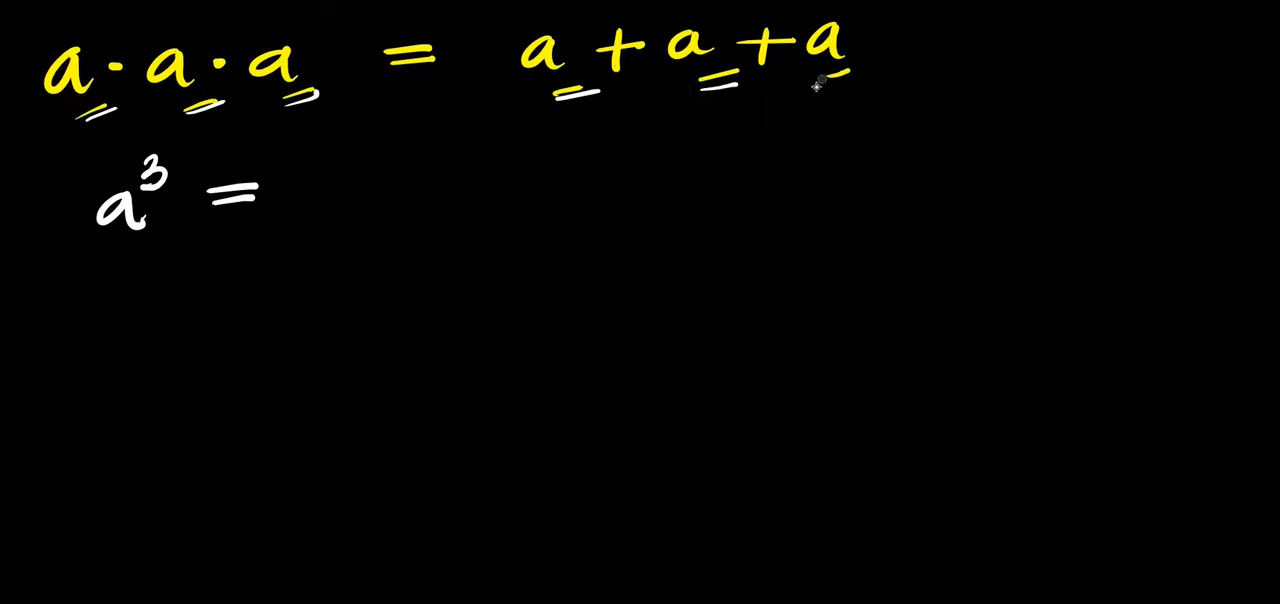 a · a · a = a + a + a
a³ =